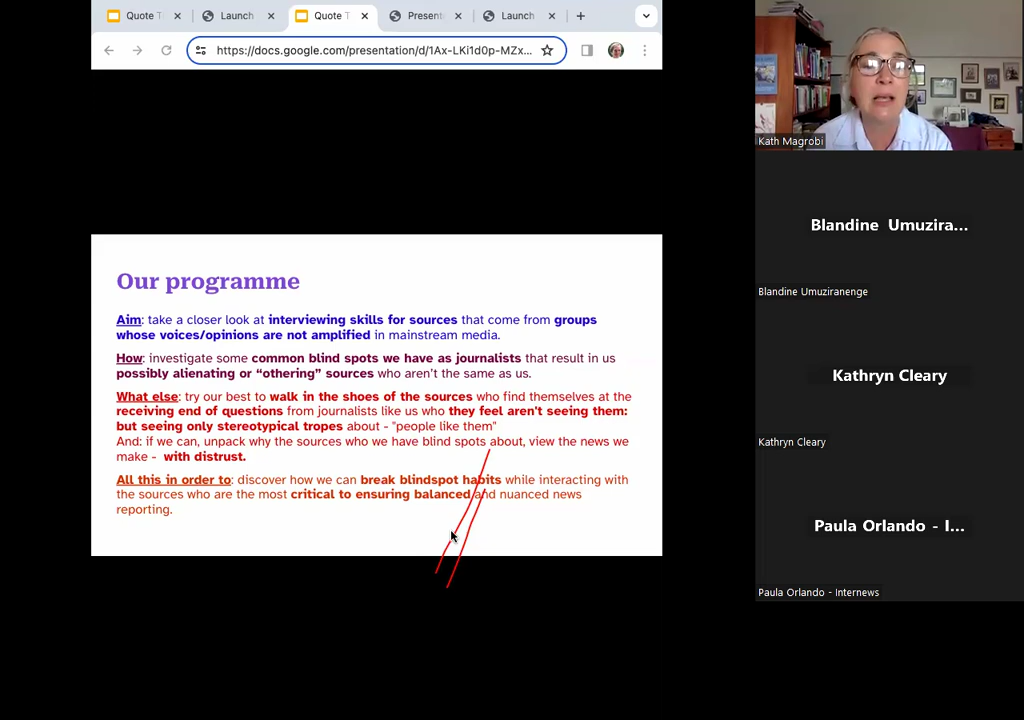 Quote T
Launch
Quote T
Present
Launch
https://docs.google.com/presentation/d/1Ax-LKi1d0p-MZx...
Kath Magrobi
Blandine Umuzira...
Blandine Umuziranenge
Kathryn Cleary
Kathryn Cleary
Paula Orlando - I...
Paula Orlando - Internews
Our programme
Aim: take a closer look at interviewing skills for sources that come from groups
whose voices/opinions are not amplified in mainstream media.
How: investigate some common blind spots we have as journalists that result in us
possibly alienating or “othering” sources who aren’t the same as us.
What else: try our best to walk in the shoes of the sources who find themselves at the
receiving end of questions from journalists like us who they feel aren't seeing them:
but seeing only stereotypical tropes about - "people like them"
And: if we can, unpack why the sources who we have blind spots about, view the news we
make - with distrust.
All this in order to: discover how we can break blindspot habits while interacting with
the sources who are the most critical to ensuring balanced and nuanced news
reporting.